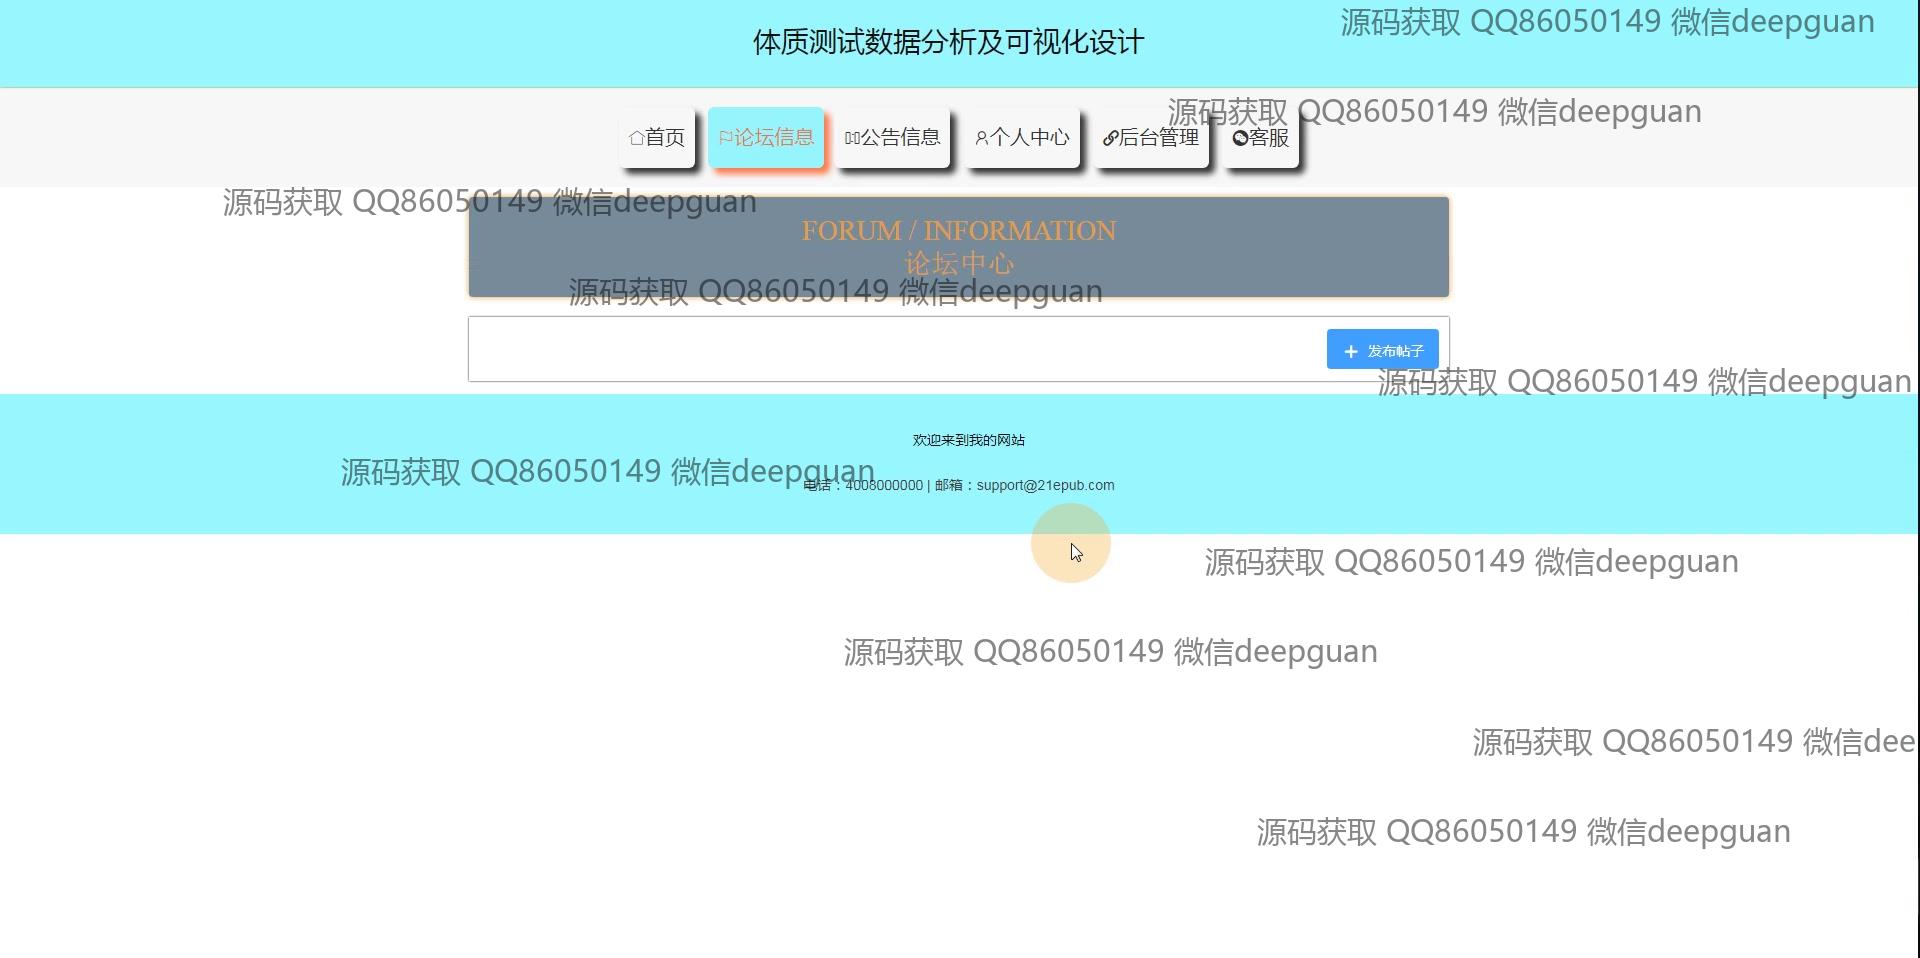 体质测试数据分析及可视化设计
源码获取 QQ86050149 微信deepguan
源码获取 QQ86050149 微信deepguan
首页
论坛信息
公告信息
个人中心
后台管理
客服
源码获取 QQ86050149 微信deepguan
FORUM / INFORMATION
论坛中心
源码获取 QQ86050149 微信deepguan
发布帖子
源码获取 QQ86050149 微信deepguan
欢迎来到我的网站
源码获取 QQ86050149 微信deepguan
电话：4008000000 | 邮箱：support@21epub.com
源码获取 QQ86050149 微信deepguan
源码获取 QQ86050149 微信deepguan
源码获取 QQ86050149 微信dee
源码获取 QQ86050149 微信deepguan